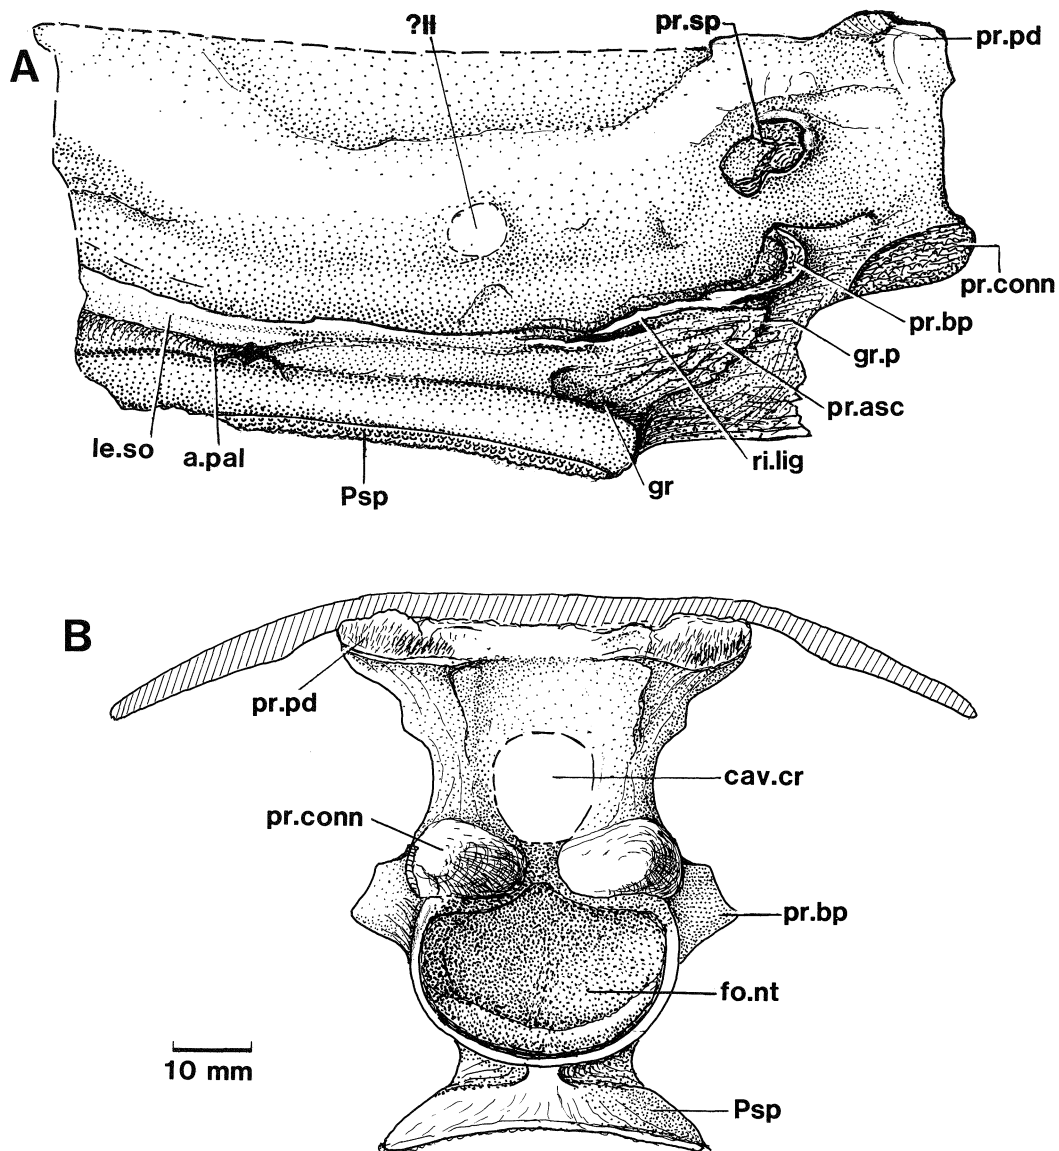 A
?II
pr.sp
pr.pd
pr.conn
pr.bp
gr.p
pr.asc
ri.lig
gr
le.so
a.pal
Psp
B
pr.pd
cav.cr
pr.conn
pr.bp
fo.nt
10 mm
Psp